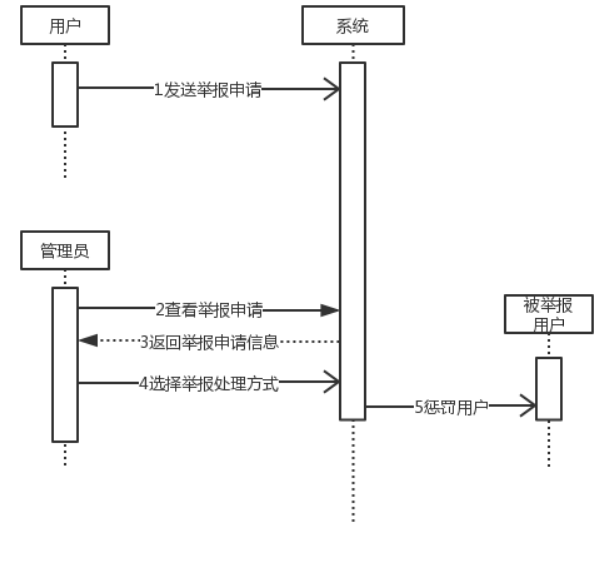 用户
系统
1发送举报申请
管理员
2查看举报申请
被举报
用户
3返回举报申请信息
4选择举报处理方式
5惩罚用户